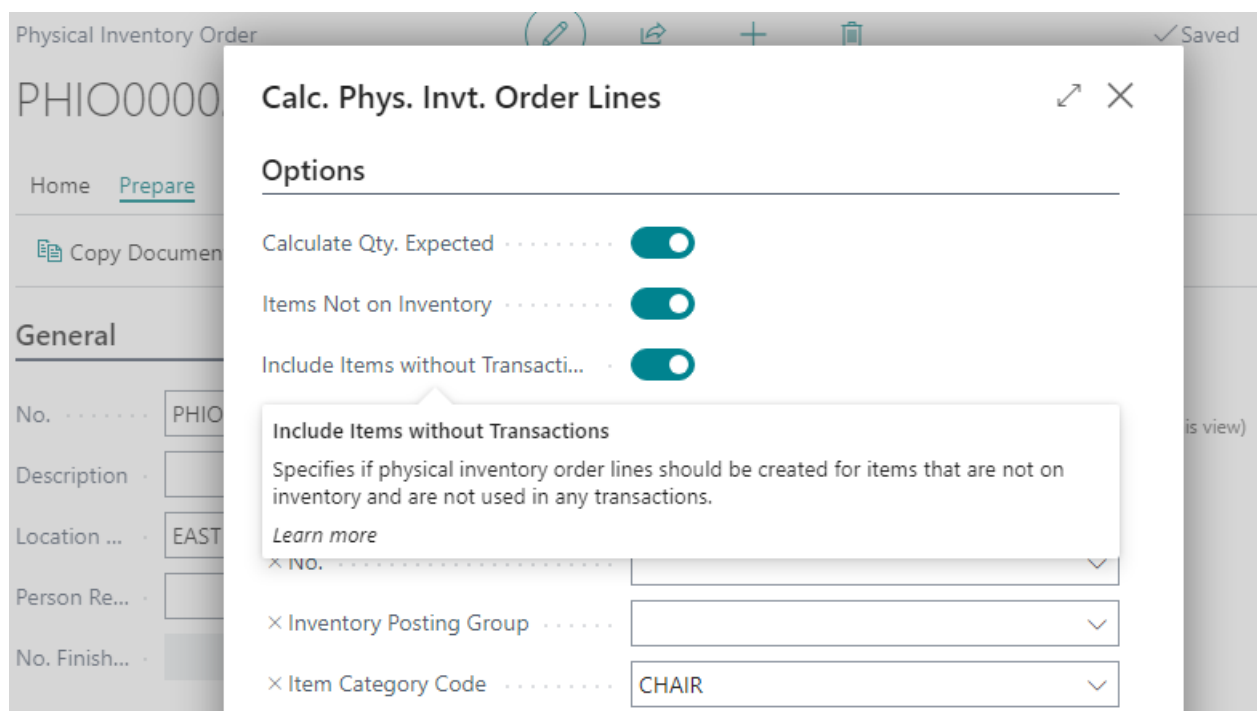 Physical Inventory Order
Saved
PHIO0000
Calc. Phys. Invt. Order Lines
Options
Home Prepare
Calculate Qty. Expected
Copy Documen
Items Not on Inventory
General
Include Items without Transacti...
No. PHIO
Include Items without Transactions
is view)
Specifies if physical inventory order lines should be created for items that are not on
inventory and are not used in any transactions.
Description
Learn more
Location ... EAST
No.
Person Re...
Inventory Posting Group
No. Finish...
Item Category Code CHAIR